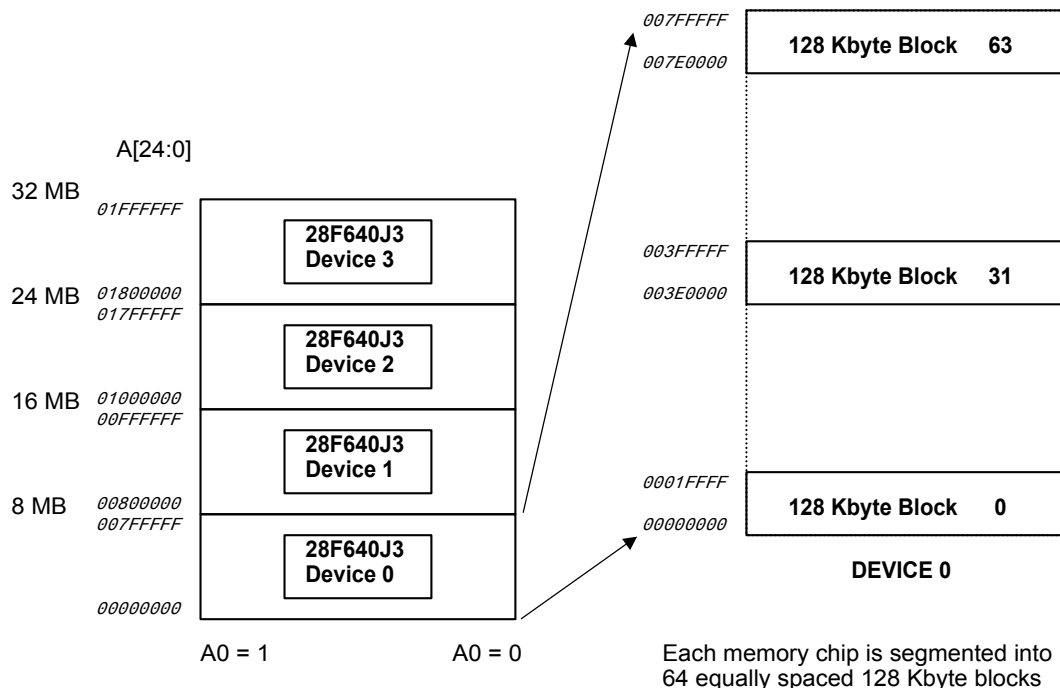 A[24:0]
32 MB
01FFFFFF
28F640J3
Device 3
24 MB
01800000
017FFFFF
28F640J3
Device 2
16 MB
01000000
00FFFFFF
28F640J3
Device 1
8 MB
00800000
007FFFFF
28F640J3
Device 0
00000000
A0 = 1 A0 = 0
007FFFFF
128 Kbyte Block 63
007E0000
003FFFFF
128 Kbyte Block 31
003E0000
0001FFFF
128 Kbyte Block 0
00000000
DEVICE 0
Each memory chip is segmented into
64 equally spaced 128 Kbyte blocks